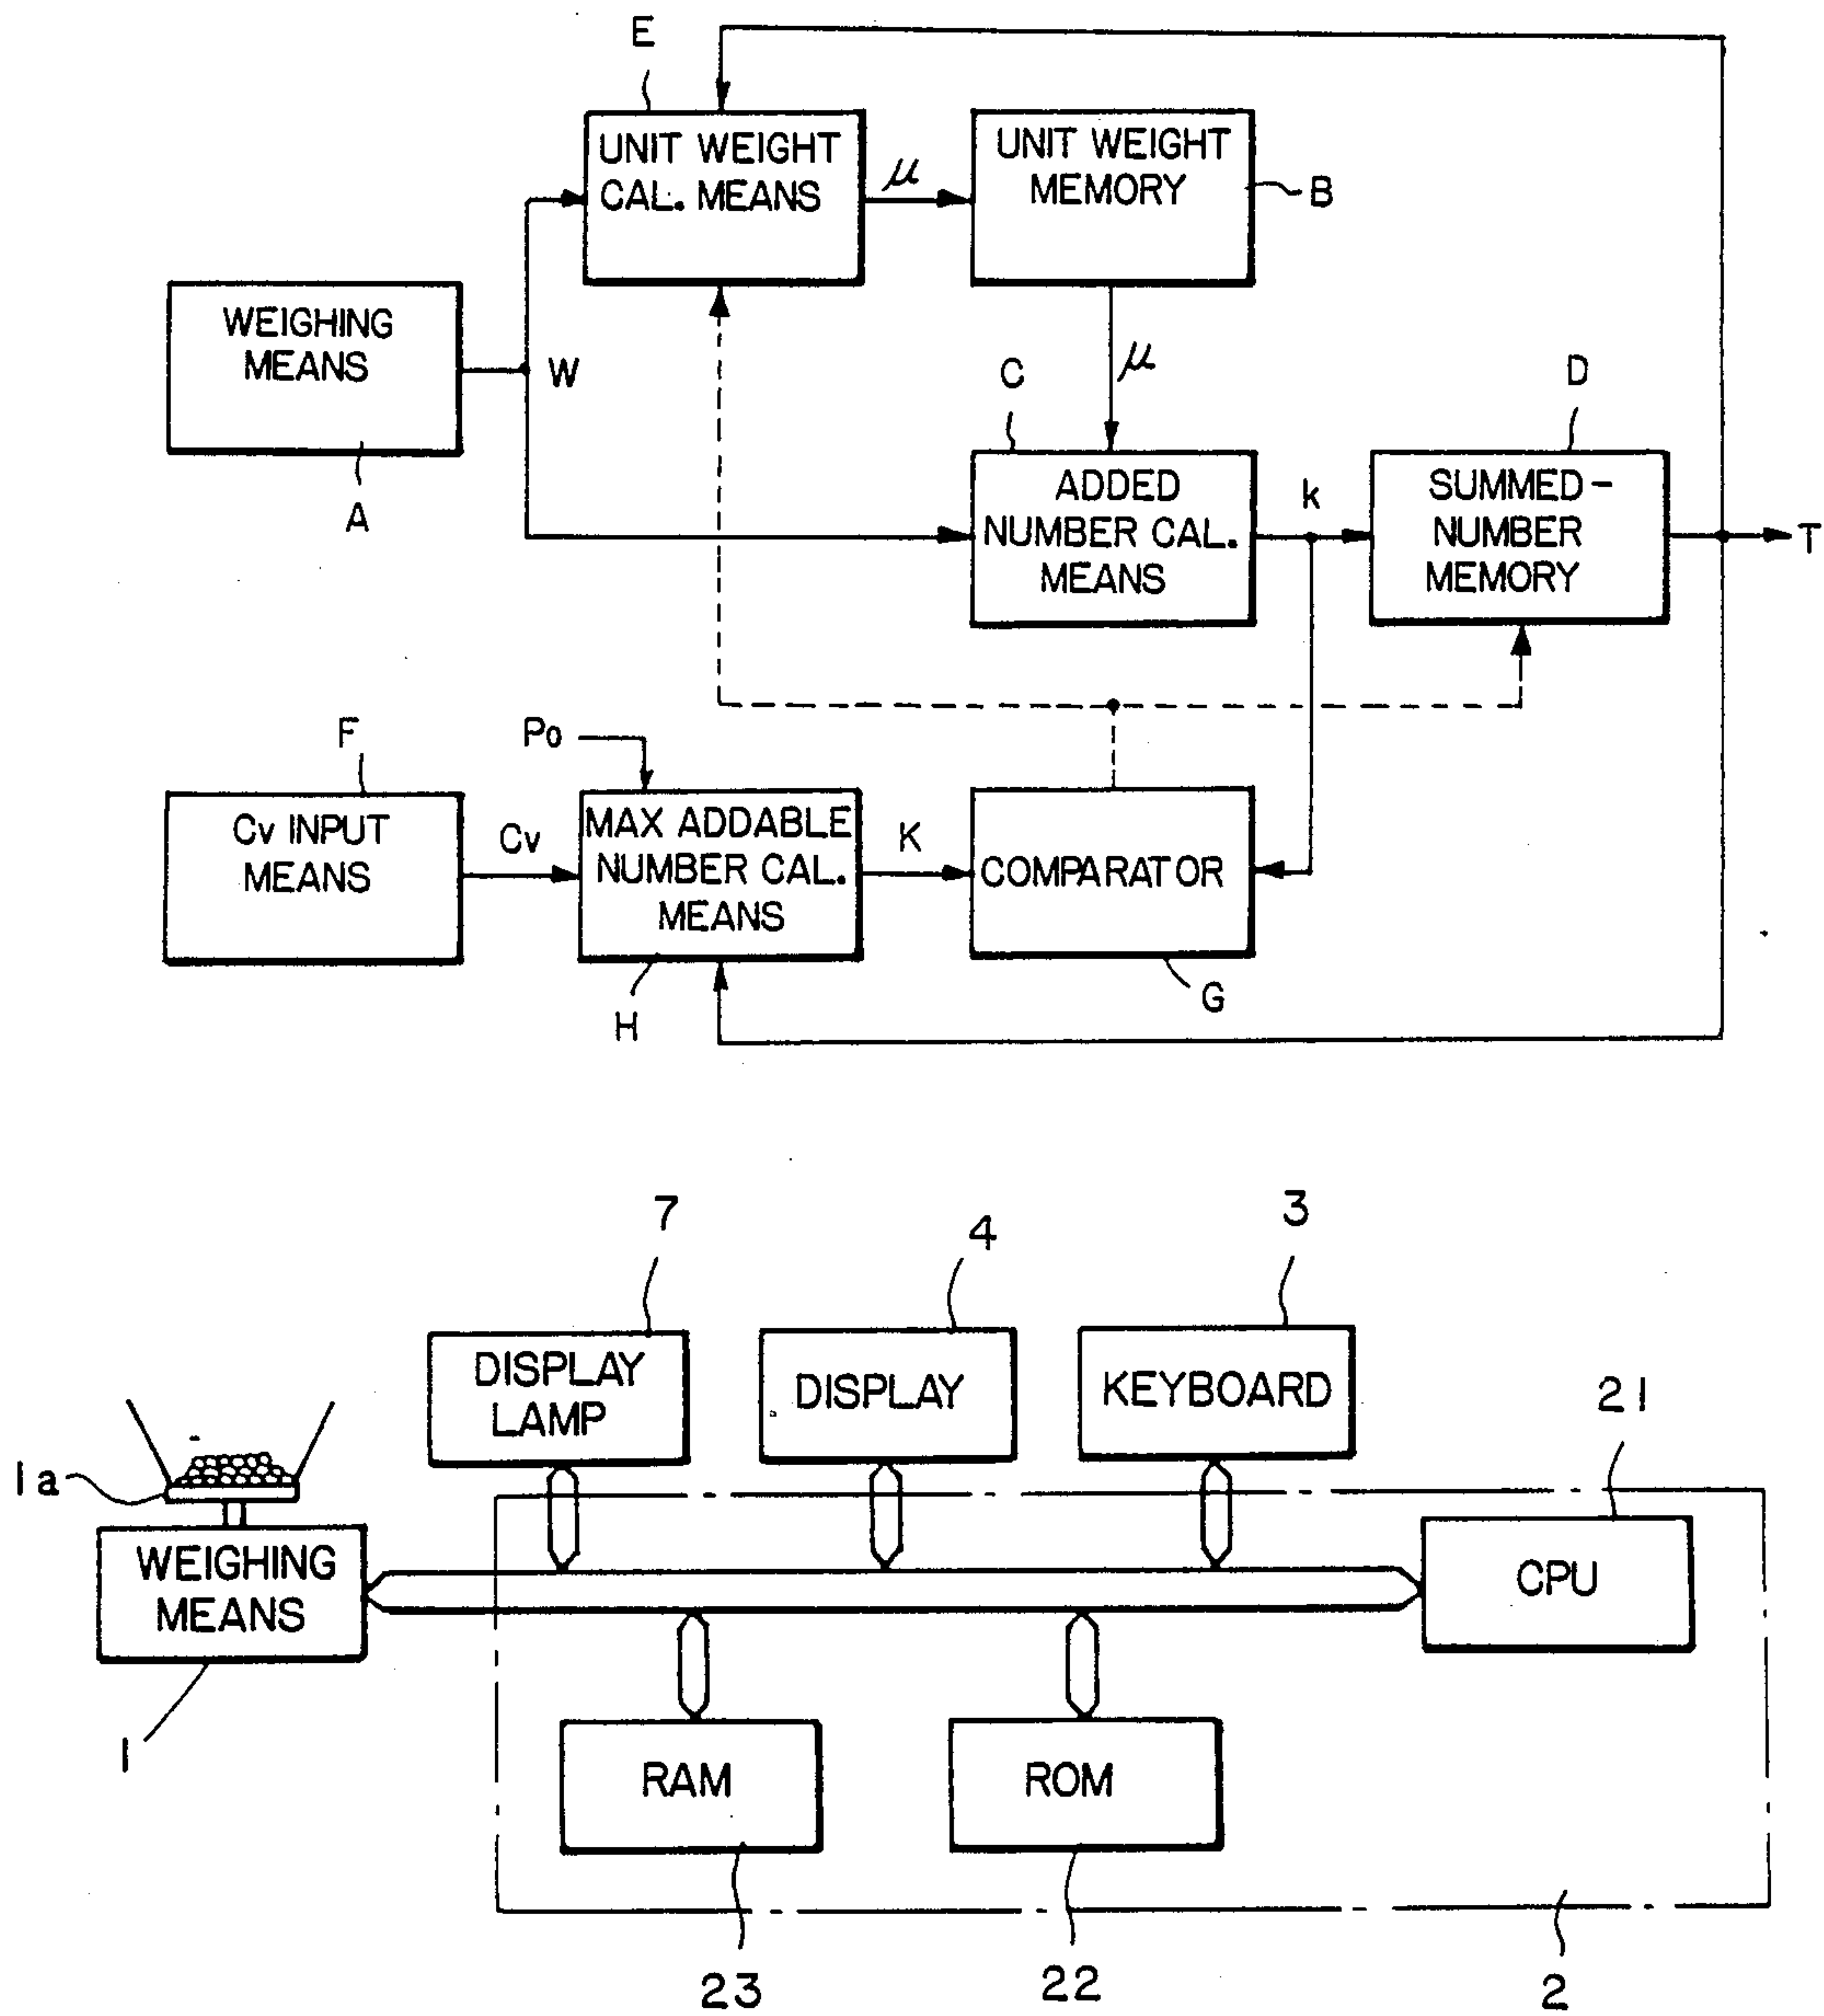 E
UNIT WEIGHT
CAL. MEANS
μ
UNIT WEIGHT
MEMORY
B
WEIGHING
MEANS
A
W
μ
C
ADDED
NUMBER CAL.
MEANS
k
D
SUMMED-
NUMBER
MEMORY
T
F
Cv INPUT
MEANS
Cv
Po
MAX ADDABLE
NUMBER CAL.
MEANS
H
K
COMPARATOR
G
7
DISPLAY
LAMP
4
DISPLAY
3
KEYBOARD
21
CPU
1a
WEIGHING
MEANS
1
RAM
23
ROM
22
2